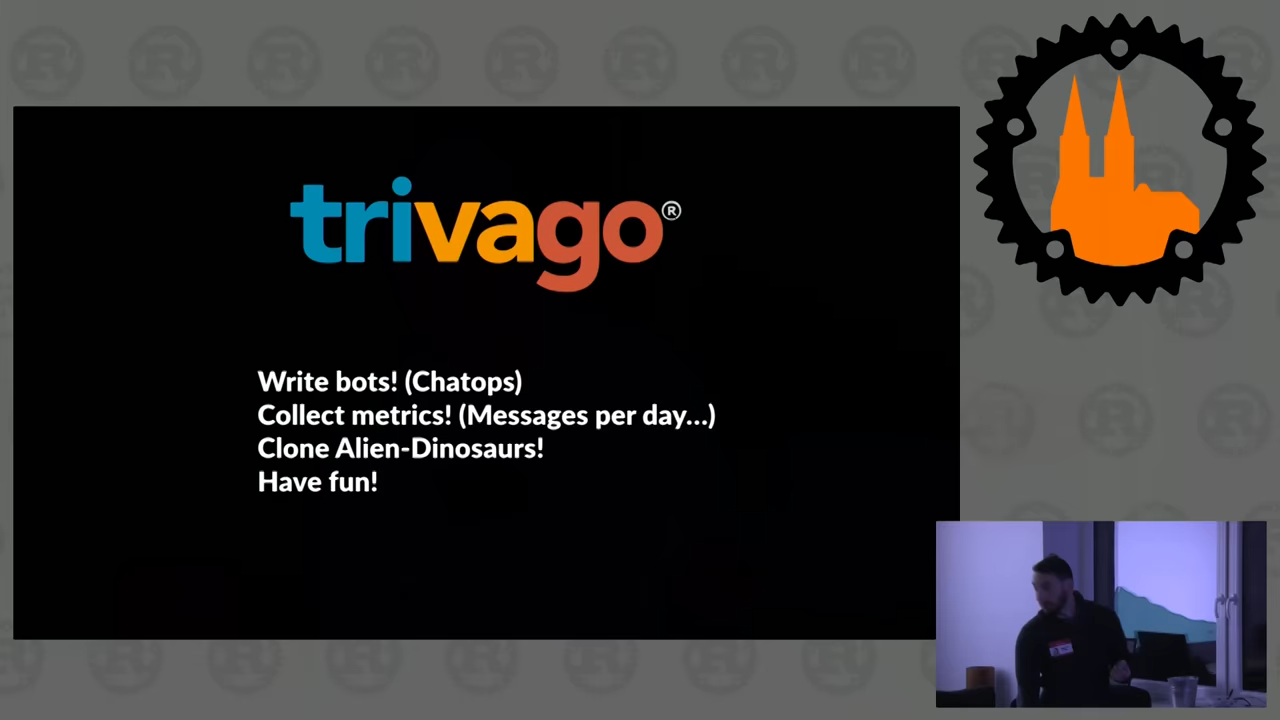 trivago®
Write bots! (Chatops)
Collect metrics! (Messages per day...)
Clone Alien-Dinosaurs!
Have fun!